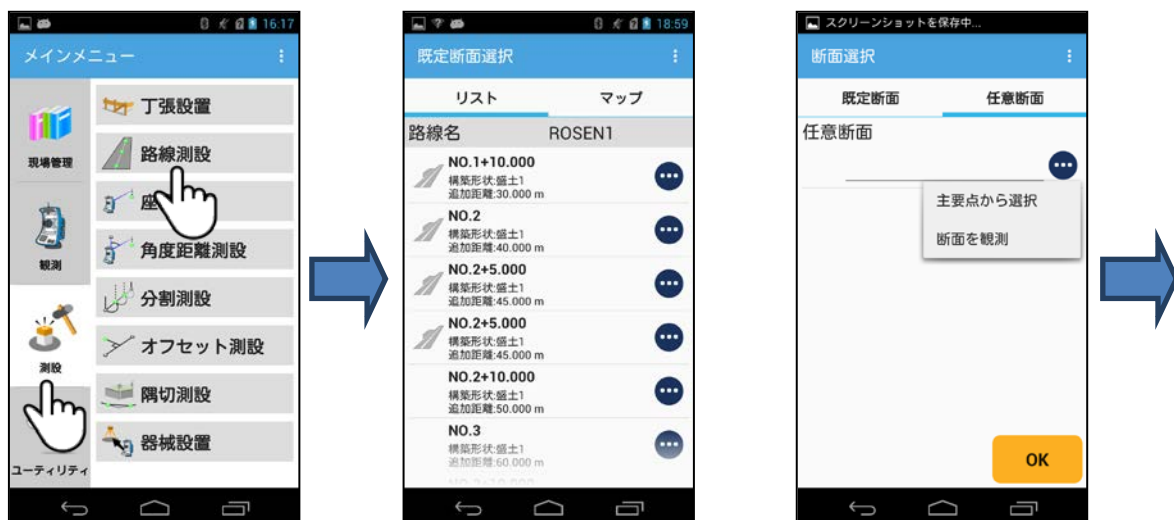 16:17
メインメニュー
現場管理
観測
測設
ユーティリティ
丁張設置
路線測設
座
角度距離測設
分割測設
オフセット測設
隅切測設
器械設置
18:59
既定断面選択
リスト マップ
路線名 ROSEN1
NO.1+10.000
構築形状:盛土1
追加距離:30.000 m
NO.2
構築形状:盛土1
追加距離:40.000 m
NO.2+5.000
構築形状:盛土1
追加距離:45.000 m
NO.2+5.000
構築形状:盛土1
追加距離:45.000 m
NO.2+10.000
構築形状:盛土1
追加距離:50.000 m
NO.3
構築形状:盛土1
追加距離:60.000 m
スクリーンショットを保存中...
断面選択
既定断面 任意断面
任意断面
主要点から選択
断面を観測
OK